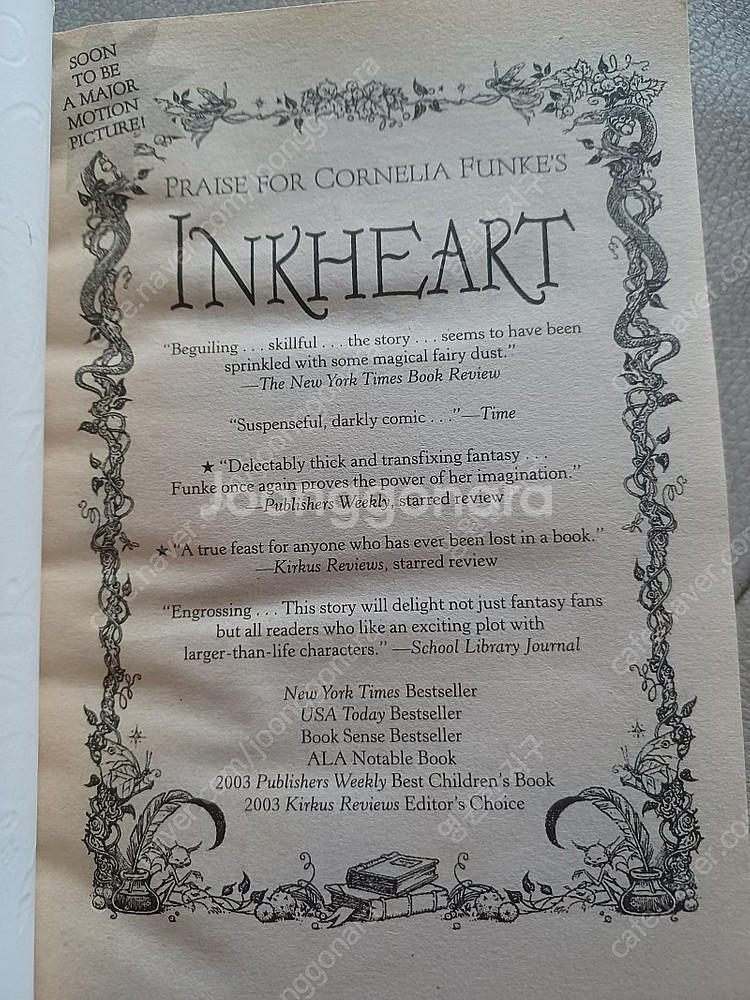 SOON
TO BE
A MAJOR
MOTION
PICTURE!
PRAISE FOR CORNELIA FUNKE'S
INKHEART
“Beguiling . . . skillful . . . the story . . . seems to have been
sprinkled with some magical fairy dust.”
—The New York Times Book Review
“Suspenseful, darkly comic . . .”—Time
★ “Delectably thick and transfixing fantasy . . .
Funke once again proves the power of her imagination.”
—Publishers Weekly, starred review
Joonggonara
★ “A true feast for anyone who has ever been lost in a book.”
—Kirkus Reviews, starred review
“Engrossing . . . This story will delight not just fantasy fans
but all readers who like an exciting plot with
larger-than-life characters.” —School Library Journal
New York Times Bestseller
USA Today Bestseller
Book Sense Bestseller
ALA Notable Book
2003 Publishers Weekly Best Children's Book
2003 Kirkus Reviews Editor's Choice
cafe.naver.com/joonggonara